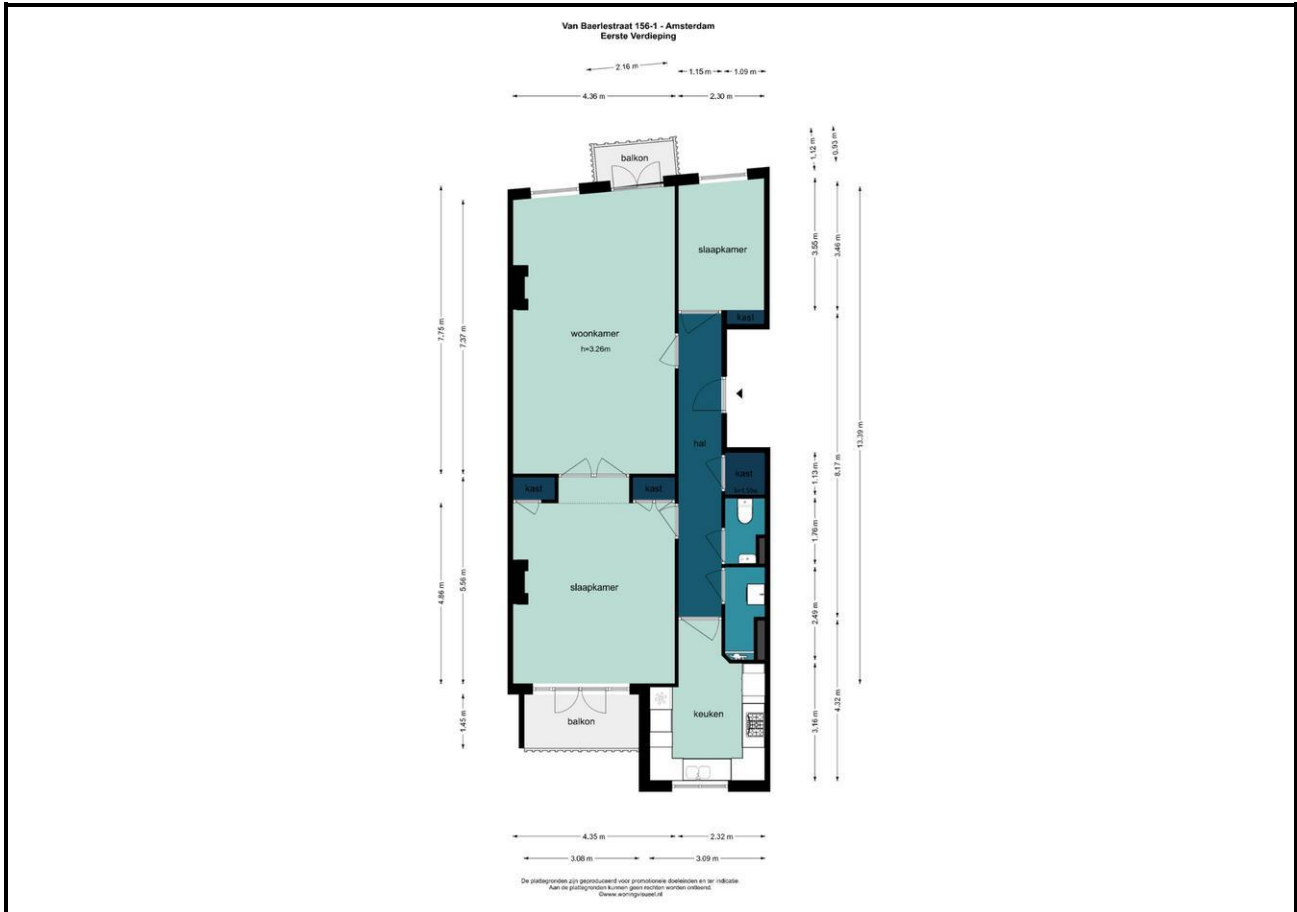 Van Baerlestraat 156-1 - Amsterdam
Eerste Verdieping
2.16 m
1.15 m
1.09 m
4.36 m
2.30 m
1.12 m
0.93 m
balkon
slaapkamer
3.55 m
3.46 m
kast
woonkamer
h=3.26m
7.75 m
7.37 m
13.39 m
hal
kast
kast
kast
1.13 m
8.17 m
1.76 m
slaapkamer
4.86 m
5.56 m
2.49 m
keuken
balkon
1.45 m
3.16 m
4.32 m
4.35 m
2.32 m
3.08 m
3.09 m
De plattegronden zijn geproduceerd voor promotionele doeleinden en ter indicatie.
Aan de plattegronden kunnen geen rechten worden ontleend.
©www.woningvisueel.nl